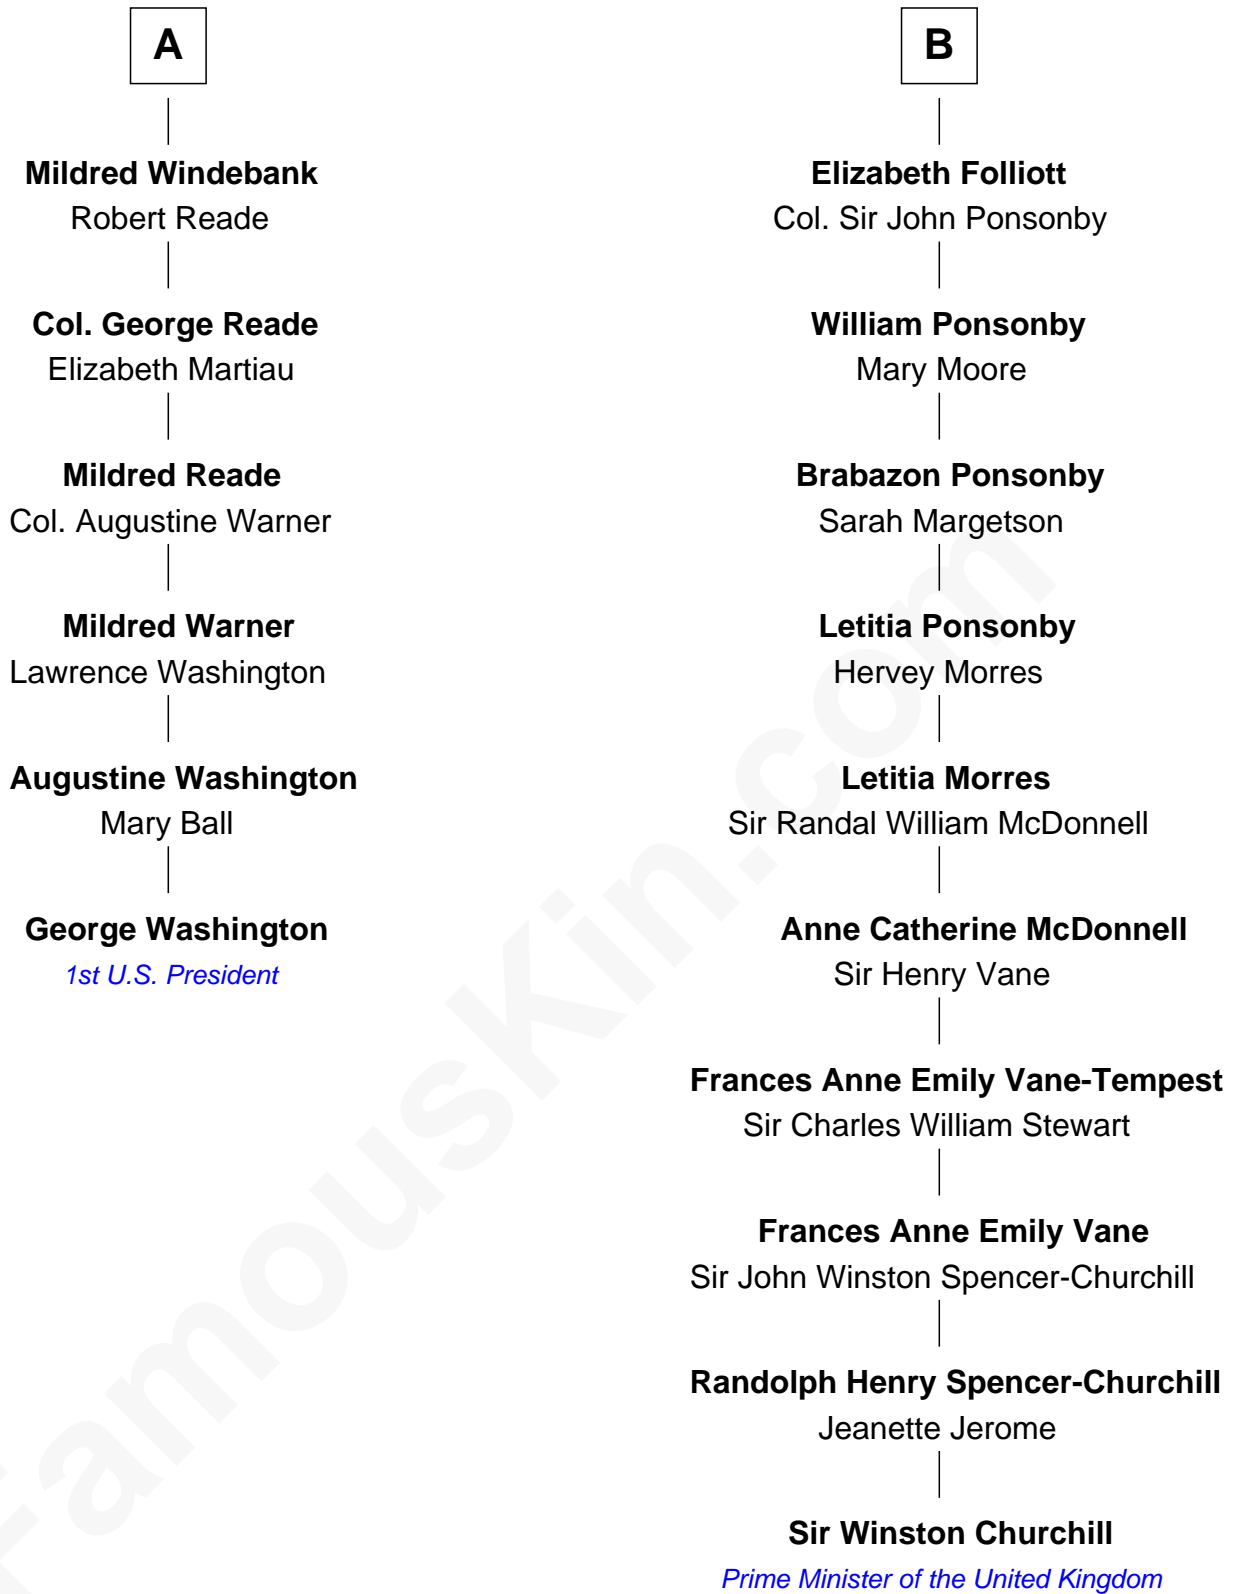 A
Mildred Windebank
Robert Reade
Col. George Reade
Elizabeth Martiau
Mildred Reade
Col. Augustine Warner
Mildred Warner
Lawrence Washington
Augustine Washington
Mary Ball
George Washington
1st U.S. President
B
Elizabeth Folliott
Col. Sir John Ponsonby
William Ponsonby
Mary Moore
Brabazon Ponsonby
Sarah Margetson
Letitia Ponsonby
Hervey Morres
Letitia Morres
Sir Randal William McDonnell
Anne Catherine McDonnell
Sir Henry Vane
Frances Anne Emily Vane-Tempest
Sir Charles William Stewart
Frances Anne Emily Vane
Sir John Winston Spencer-Churchill
Randolph Henry Spencer-Churchill
Jeanette Jerome
Sir Winston Churchill
Prime Minister of the United Kingdom
FamousKin.com